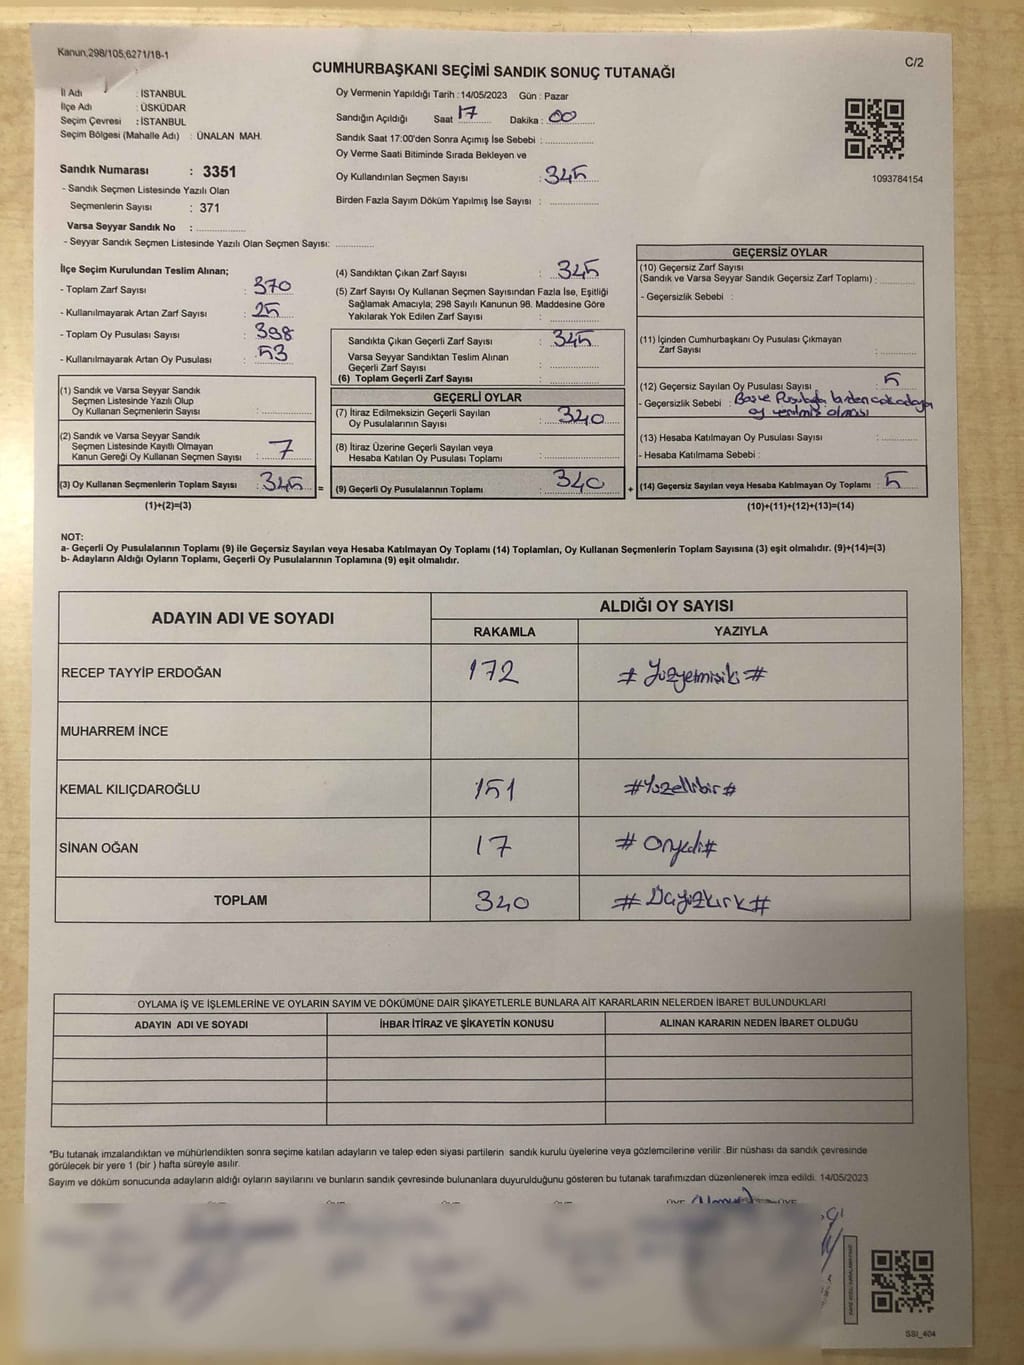 Kanun,298/105;6271/18-1
C/2
CUMHURBAŞKANI SEÇİMİ SANDIK SONUÇ TUTANAĞI
İl Adı : İSTANBUL
İlçe Adı : ÜSKÜDAR
Seçim Çevresi : İSTANBUL
Seçim Bölgesi (Mahalle Adı) : ÜNALAN MAH.
Sandık Numarası : 3351
- Sandık Seçmen Listesinde Yazılı Olan
Seçmenlerin Sayısı : 371
Varsa Seyyar Sandık No :
- Seyyar Sandık Seçmen Listesinde Yazılı Olan Seçmen Sayısı:
Oy Vermenin Yapıldığı Tarih : 14/05/2023 Gün : Pazar
Sandığın Açıldığı Saat 17 Dakika : 00
Sandık Saat 17:00'den Sonra Açımış İse Sebebi :
Oy Verme Saati Bitiminde Sırada Bekleyen ve
Oy Kullandırılan Seçmen Sayısı : 345
Birden Fazla Sayım Döküm Yapılmış İse Sayısı :
1093784154
İlçe Seçim Kurulundan Teslim Alınan;
- Toplam Zarf Sayısı : 370
- Kullanılmayarak Artan Zarf Sayısı : 25
- Toplam Oy Pusulası Sayısı : 398
- Kullanılmayarak Artan Oy Pusulası : 53
(1) Sandık ve Varsa Seyyar Sandık
Seçmen Listesinde Yazılı Olup
Oy Kullanan Seçmenlerin Sayısı :
(2) Sandık ve Varsa Seyyar Sandık
Seçmen Listesinde Kayıtlı Olmayan
Kanun Gereği Oy Kullanan Seçmen Sayısı : 7
(3) Oy Kullanan Seçmenlerin Toplam Sayısı : 345 =
(1)+(2)=(3)
(4) Sandıktan Çıkan Zarf Sayısı : 345
(5) Zarf Sayısı Oy Kullanan Seçmen Sayısından Fazla İse, Eşitliği
Sağlamak Amacıyla; 298 Sayılı Kanunun 98. Maddesine Göre
Yakılarak Yok Edilen Zarf Sayısı :
Sandıkta Çıkan Geçerli Zarf Sayısı : 345
Varsa Seyyar Sandıktan Teslim Alınan
Geçerli Zarf Sayısı :
(6) Toplam Geçerli Zarf Sayısı :
GEÇERLİ OYLAR
(7) İtiraz Edilmeksizin Geçerli Sayılan
Oy Pusulalarının Sayısı : 340
(8) İtiraz Üzerine Geçerli Sayılan veya
Hesaba Katılan Oy Pusulası Toplamı :
(9) Geçerli Oy Pusulalarının Toplamı : 340 +
GEÇERSİZ OYLAR
(10) Geçersiz Zarf Sayısı
(Sandık ve Varsa Seyyar Sandık Geçersiz Zarf Toplamı) :
- Geçersizlik Sebebi :
(11) İçinden Cumhurbaşkanı Oy Pusulası Çıkmayan
Zarf Sayısı :
(12) Geçersiz Sayılan Oy Pusulası Sayısı : 5
- Geçersizlik Sebebi : birden çok adaya
oy verilmiş olması
(13) Hesaba Katılmayan Oy Pusulası Sayısı :
- Hesaba Katılmama Sebebi :
(14) Geçersiz Sayılan veya Hesaba Katılmayan Oy Toplamı : 5
(10)+(11)+(12)+(13)=(14)
NOT:
a- Geçerli Oy Pusulalarının Toplamı (9) ile Geçersiz Sayılan veya Hesaba Katılmayan Oy Toplamı (14) Toplamları, Oy Kullanan Seçmenlerin Toplam Sayısına (3) eşit olmalıdır. (9)+(14)=(3)
b- Adayların Aldığı Oyların Toplamı, Geçerli Oy Pusulalarının Toplamına (9) eşit olmalıdır.
ADAYIN ADI VE SOYADI ALDIĞI OY SAYISI
RAKAMLA YAZIYLA
RECEP TAYYİP ERDOĞAN 172 # Yüzyetmişiki #
MUHARREM İNCE
KEMAL KILIÇDAROĞLU 151 #Yüzellibir#
SİNAN OĞAN 17 # Onyedi#
TOPLAM 340 # Üçyüzkırk#
OYLAMA İŞ VE İŞLEMLERİNE VE OYLARIN SAYIM VE DÖKÜMÜNE DAİR ŞİKAYETLERLE BUNLARA AİT KARARLARIN NELERDEN İBARET BULUNDUKLARI
ADAYIN ADI VE SOYADI İHBAR İTİRAZ VE ŞİKAYETİN KONUSU ALINAN KARARIN NEDEN İBARET OLDUĞU
*Bu tutanak imzalandıktan ve mühürlendikten sonra seçime katılan adayların ve talep eden siyasi partilerin sandık kurulu üyelerine veya gözlemcilerine verilir .Bir nüshası da sandık çevresinde
görülecek bir yere 1 (bir ) hafta süreyle asılır.
Sayım ve döküm sonucunda adayların aldığı oyların sayılarını ve bunların sandık çevresinde bulunanlara duyurulduğunu gösteren bu tutanak tarafımızdan düzenlenerek imza edildi. 14/05/2023
SSI_404